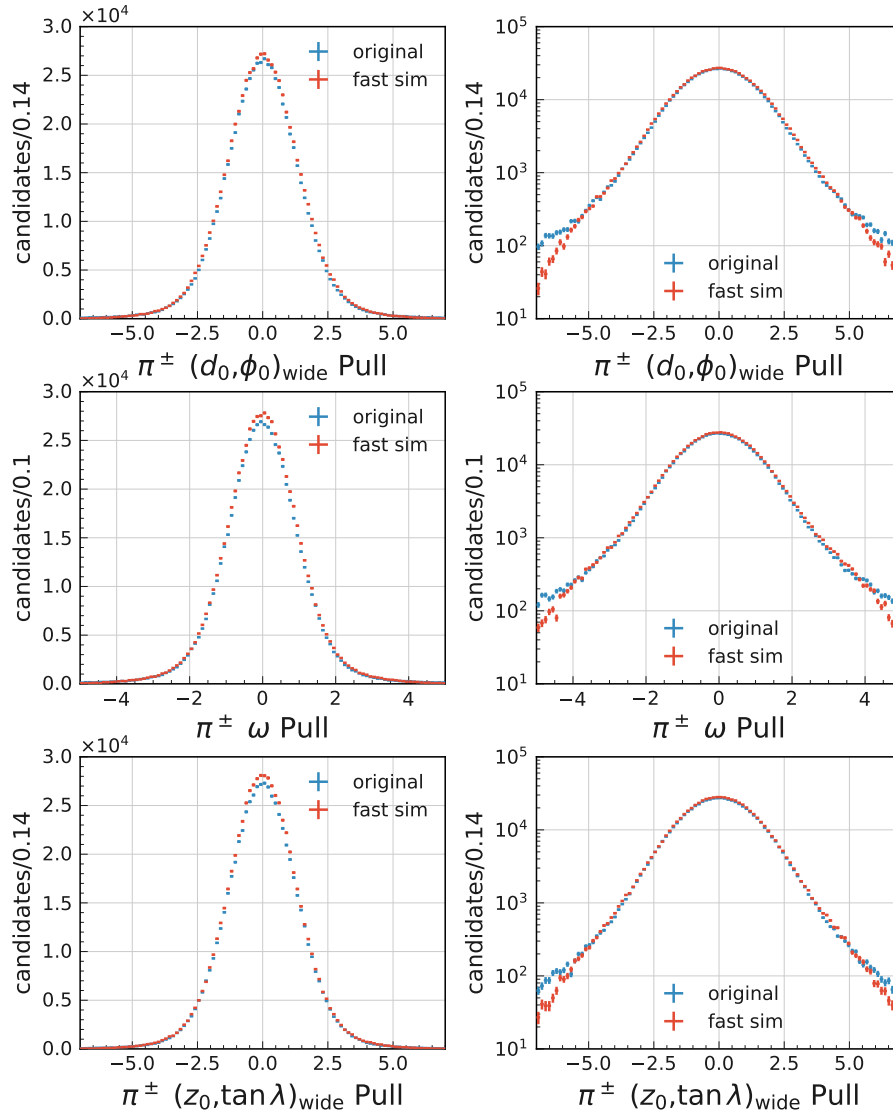 ×10⁴
3.0
2.5
2.0
1.5
1.0
0.5
0.0
candidates/0.14
original
fast sim
−5.0 −2.5 0.0 2.5 5.0
π± (d₀,ϕ₀)wide Pull
10⁵
10⁴
10³
10²
10¹
candidates/0.14
original
fast sim
−5.0 −2.5 0.0 2.5 5.0
π± (d₀,ϕ₀)wide Pull
×10⁴
3.0
2.5
2.0
1.5
1.0
0.5
0.0
candidates/0.1
original
fast sim
−4 −2 0 2 4
π± ω Pull
10⁵
10⁴
10³
10²
10¹
candidates/0.1
original
fast sim
−4 −2 0 2 4
π± ω Pull
×10⁴
3.0
2.5
2.0
1.5
1.0
0.5
0.0
candidates/0.14
original
fast sim
−5.0 −2.5 0.0 2.5 5.0
π± (z₀,tan λ)wide Pull
10⁵
10⁴
10³
10²
10¹
candidates/0.14
original
fast sim
−5.0 −2.5 0.0 2.5 5.0
π± (z₀,tan λ)wide Pull